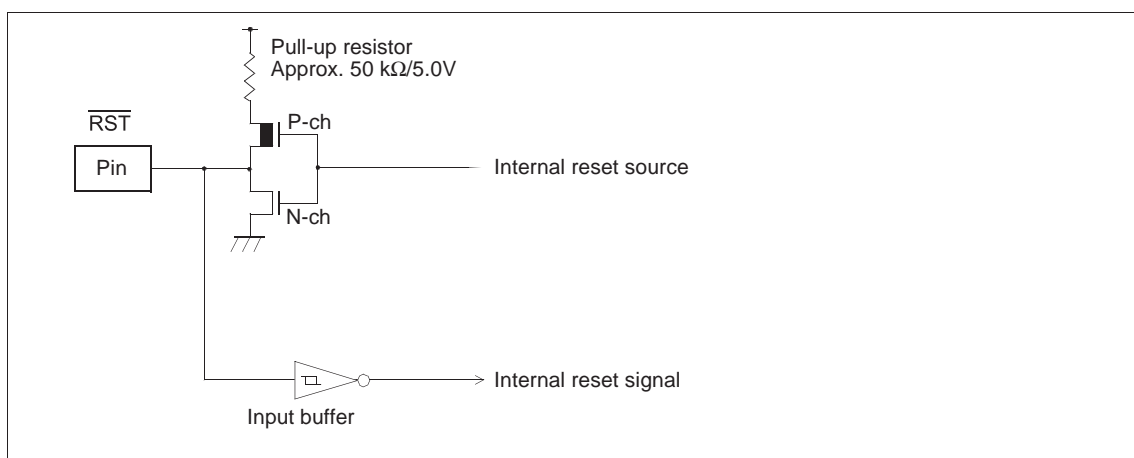 Pull-up resistor
Approx. 50 kΩ/5.0V
RST
P-ch
Pin
Internal reset source
N-ch
Internal reset signal
Input buffer